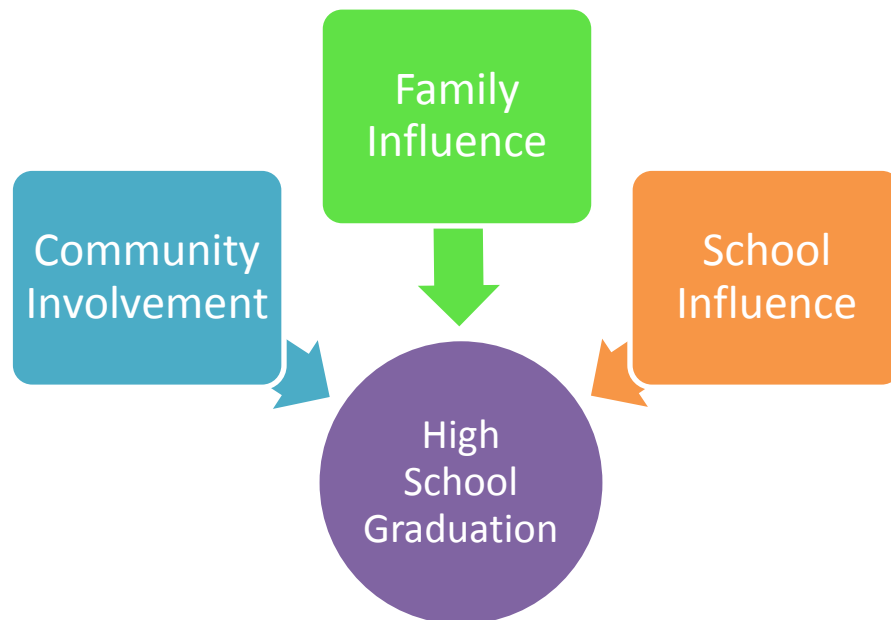 Family
Influence
Community
Involvement
School
Influence
High
School
Graduation